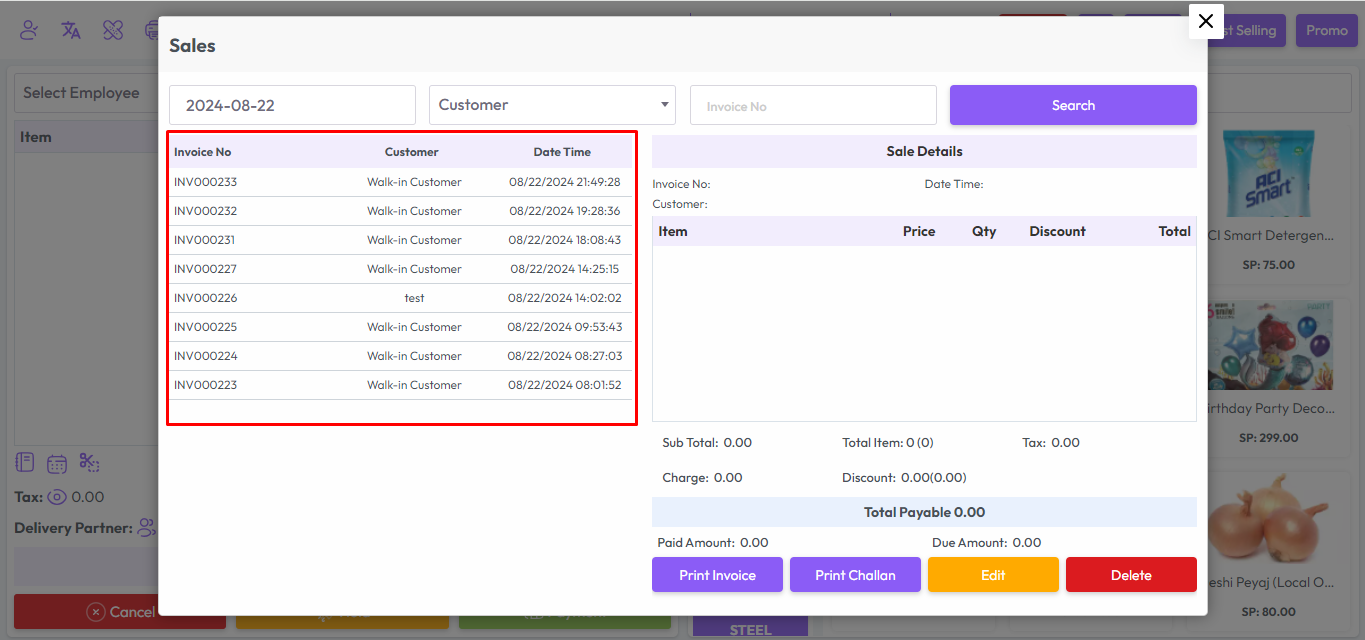 st Selling
Promo
Sales
Select Employee
2024-08-22
Customer
Invoice No
Search
Item
Invoice No Customer Date Time
INV000233 Walk-in Customer 08/22/2024 21:49:28
INV000232 Walk-in Customer 08/22/2024 19:28:36
INV000231 Walk-in Customer 08/22/2024 18:08:43
INV000227 Walk-in Customer 08/22/2024 14:25:15
INV000226 test 08/22/2024 14:02:02
INV000225 Walk-in Customer 08/22/2024 09:53:43
INV000224 Walk-in Customer 08/22/2024 08:27:03
INV000223 Walk-in Customer 08/22/2024 08:01:52
Sale Details
Invoice No: Date Time:
Customer:
Item Price Qty Discount Total
Sub Total: 0.00 Total Item: 0 (0) Tax: 0.00
Charge: 0.00 Discount: 0.00(0.00)
Total Payable 0.00
Paid Amount: 0.00 Due Amount: 0.00
Print Invoice Print Challan Edit Delete
ACI
Smart
CI Smart Detergen...
SP: 75.00
irthday Party Deco...
SP: 299.00
eshi Peyaj (Local O...
SP: 80.00
Tax: 0.00
Delivery Partner:
Cancel
STEEL